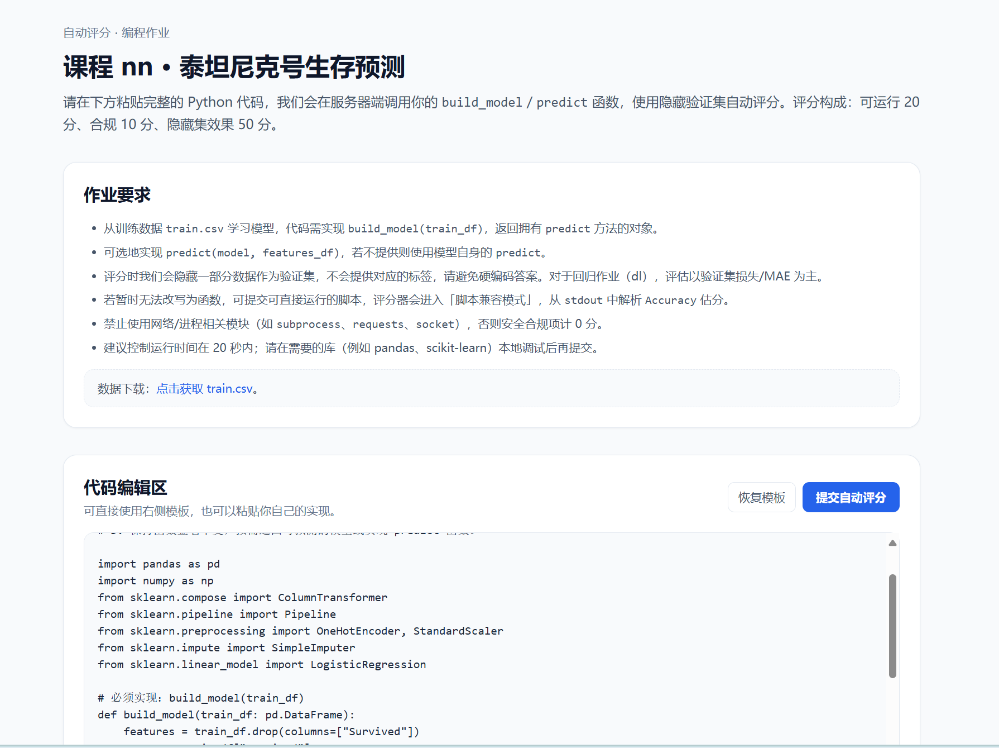 自动评分 · 编程作业
课程 nn • 泰坦尼克号生存预测
请在下方粘贴完整的 Python 代码，我们会在服务器端调用你的 build_model / predict 函数，使用隐藏验证集自动评分。评分构成：可运行 20
分、合规 10 分、隐藏集效果 50 分。
作业要求
• 从训练数据 train.csv 学习模型，代码需实现 build_model(train_df)，返回拥有 predict 方法的对象。
• 可选地实现 predict(model, features_df)，若不提供则使用模型自身的 predict。
• 评分时我们会隐藏一部分数据作为验证集，不会提供对应的标签，请避免硬编码答案。对于回归作业（dl），评估以验证集损失/MAE 为主。
• 若暂时无法改写为函数，可提交可直接运行的脚本，评分器会进入「脚本兼容模式」，从 stdout 中解析 Accuracy 估分。
• 禁止使用网络/进程相关模块（如 subprocess、requests、socket），否则安全合规项计 0 分。
• 建议控制运行时间在 20 秒内；请在需要的库（例如 pandas、scikit-learn）本地调试后再提交。
数据下载：点击获取 train.csv。
代码编辑区
可直接使用右侧模板，也可以粘贴你自己的实现。
恢复模板
提交自动评分
import pandas as pd
import numpy as np
from sklearn.compose import ColumnTransformer
from sklearn.pipeline import Pipeline
from sklearn.preprocessing import OneHotEncoder, StandardScaler
from sklearn.impute import SimpleImputer
from sklearn.linear_model import LogisticRegression
# 必须实现：build_model(train_df)
def build_model(train_df: pd.DataFrame):
features = train_df.drop(columns=["Survived"])